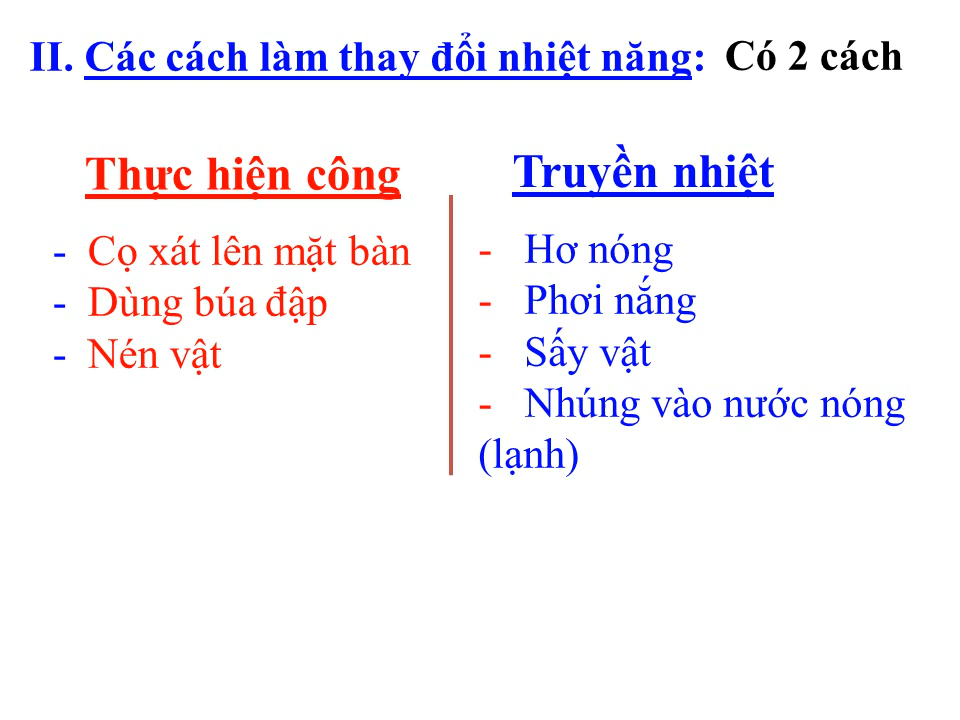 II. Các cách làm thay đổi nhiệt năng: Có 2 cách
Thực hiện công
- Cọ xát lên mặt bàn
- Dùng búa đập
- Nén vật
Truyền nhiệt
- Hơ nóng
- Phơi nắng
- Sấy vật
- Nhúng vào nước nóng
(lạnh)